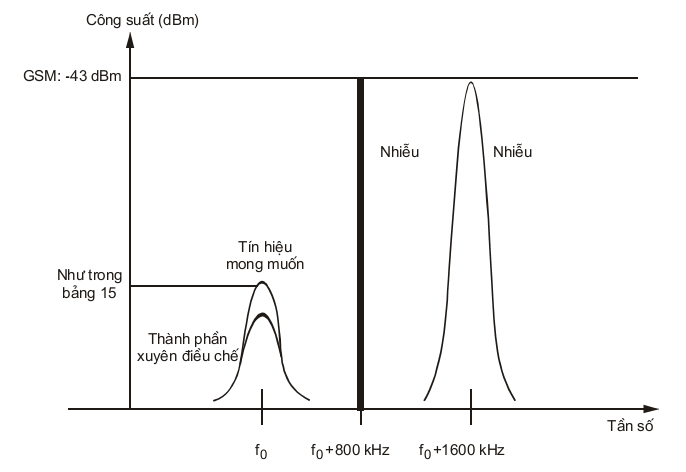 Công suất (dBm)
GSM: -43 dBm
Nhiễu
Nhiễu
Tín hiệu
mong muốn
Như trong
bảng 15
Thành phần
xuyên điều chế
Tần số
f0
f0+800 kHz
f0+1600 kHz